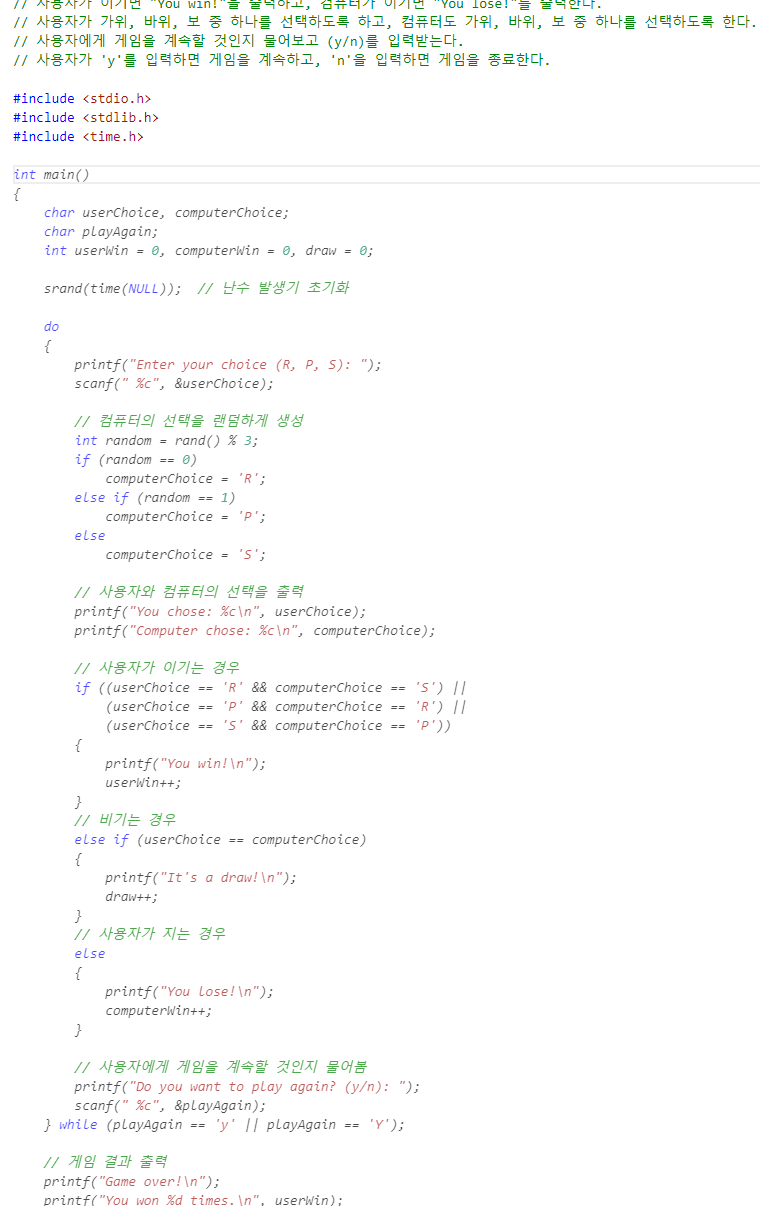 // 사용자가 이기면 "You win!"을 출력하고, 컴퓨터가 이기면 "You lose!"를 출력한다.
// 사용자가 가위, 바위, 보 중 하나를 선택하도록 하고, 컴퓨터도 가위, 바위, 보 중 하나를 선택하도록 한다.
// 사용자에게 게임을 계속할 것인지 물어보고 (y/n)를 입력받는다.
// 사용자가 'y'를 입력하면 게임을 계속하고, 'n'을 입력하면 게임을 종료한다.

#include <stdio.h>
#include <stdlib.h>
#include <time.h>

int main()
{
    char userChoice, computerChoice;
    char playAgain;
    int userWin = 0, computerWin = 0, draw = 0;

    srand(time(NULL));  // 난수 발생기 초기화

    do
    {
        printf("Enter your choice (R, P, S): ");
        scanf(" %c", &userChoice);

        // 컴퓨터의 선택을 랜덤하게 생성
        int random = rand() % 3;
        if (random == 0)
            computerChoice = 'R';
        else if (random == 1)
            computerChoice = 'P';
        else
            computerChoice = 'S';

        // 사용자와 컴퓨터의 선택을 출력
        printf("You chose: %c\n", userChoice);
        printf("Computer chose: %c\n", computerChoice);

        // 사용자가 이기는 경우
        if ((userChoice == 'R' && computerChoice == 'S') ||
            (userChoice == 'P' && computerChoice == 'R') ||
            (userChoice == 'S' && computerChoice == 'P'))
        {
            printf("You win!\n");
            userWin++;
        }
        // 비기는 경우
        else if (userChoice == computerChoice)
        {
            printf("It's a draw!\n");
            draw++;
        }
        // 사용자가 지는 경우
        else
        {
            printf("You lose!\n");
            computerWin++;
        }

        // 사용자에게 게임을 계속할 것인지 물어봄
        printf("Do you want to play again? (y/n): ");
        scanf(" %c", &playAgain);
    } while (playAgain == 'y' || playAgain == 'Y');

    // 게임 결과 출력
    printf("Game over!\n");
    printf("You won %d times.\n", userWin);